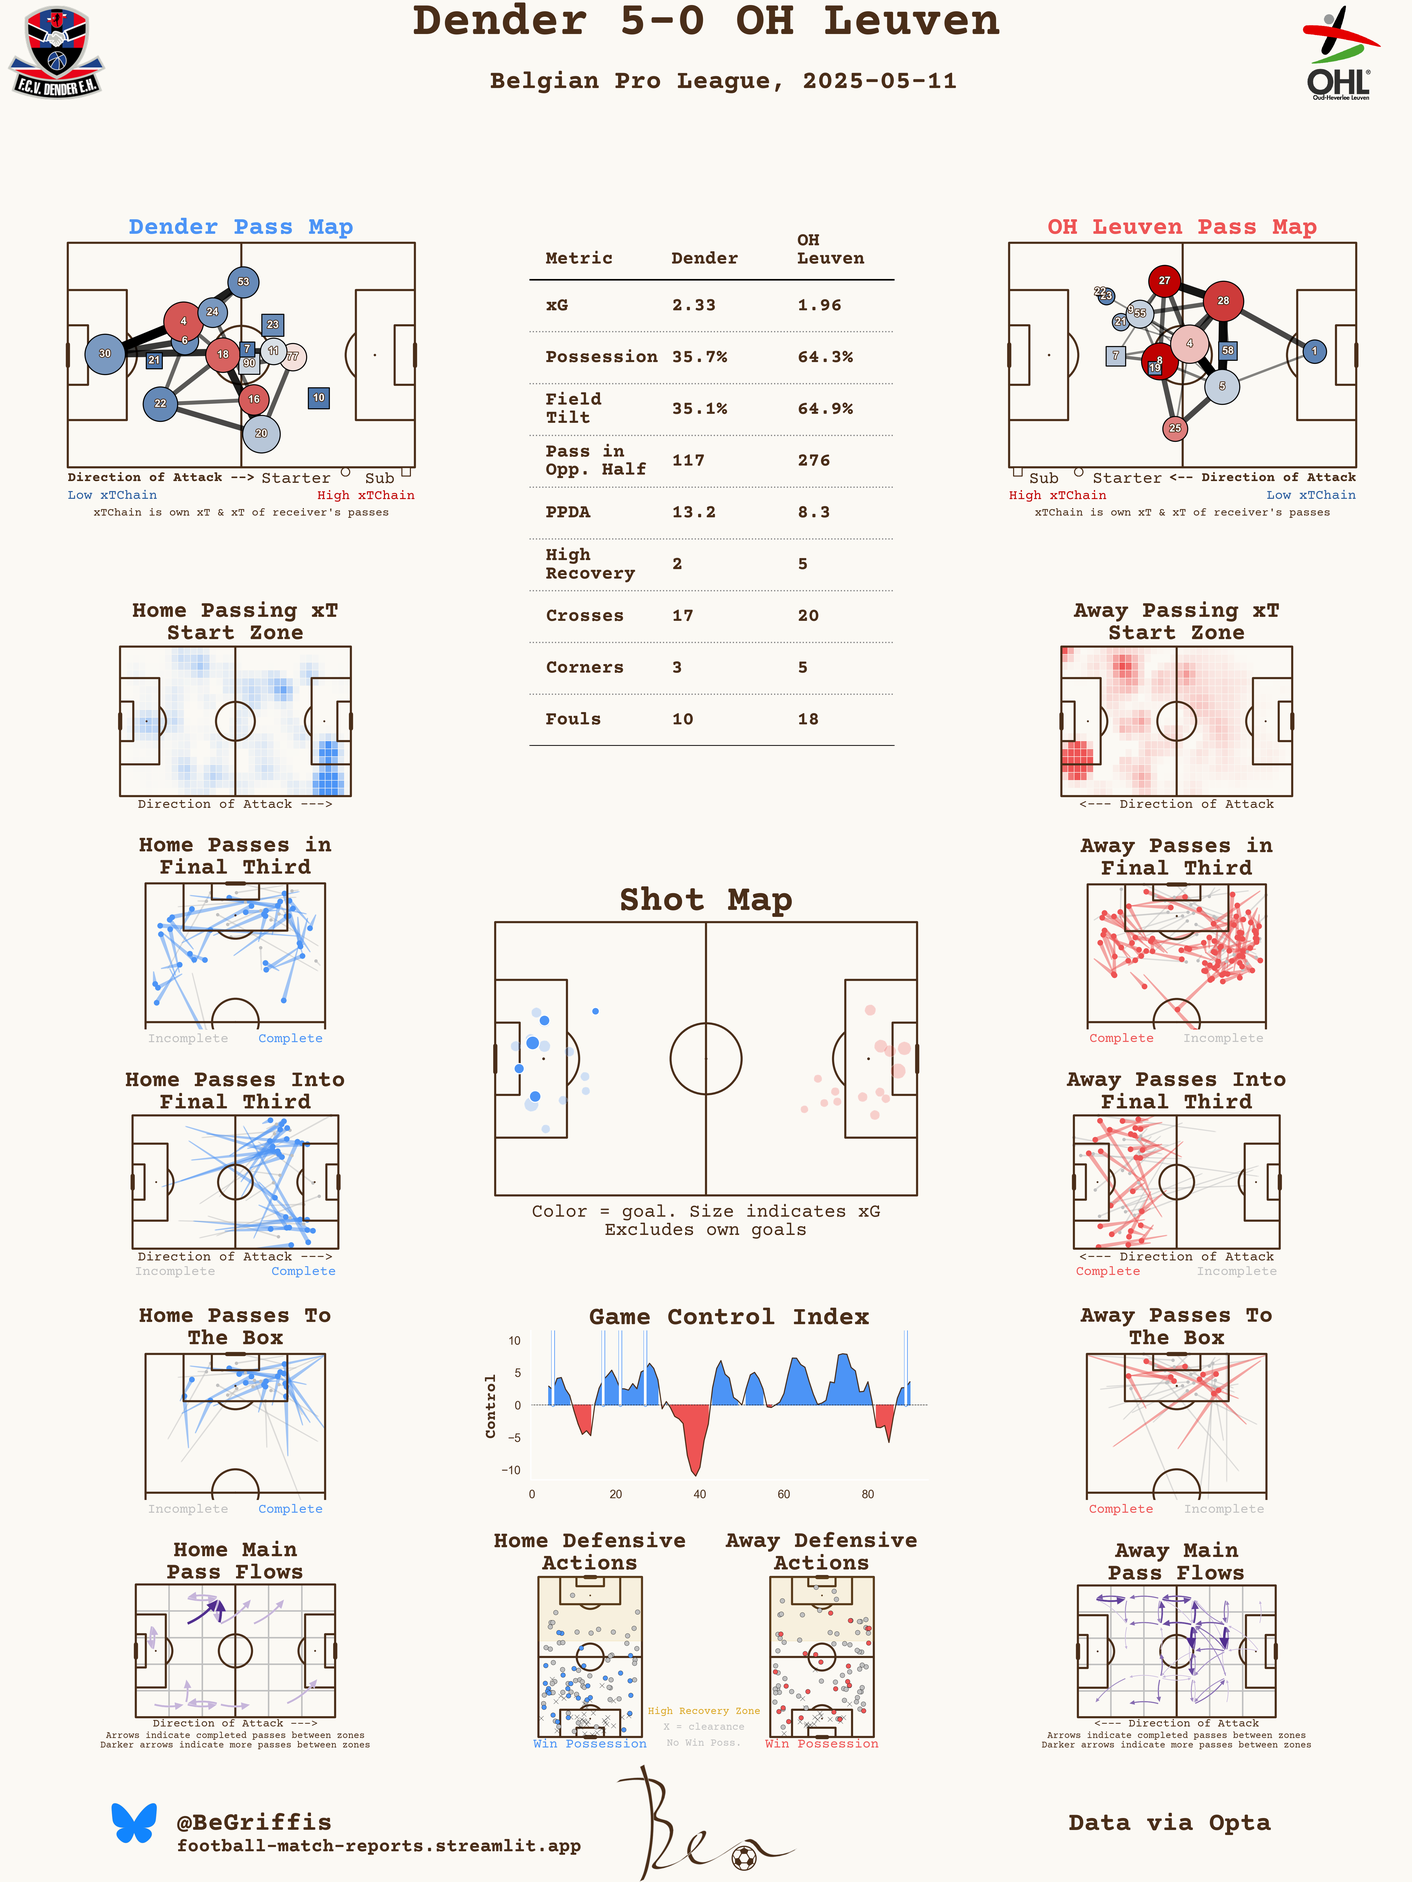 Dender 5-0 OH Leuven
Belgian Pro League, 2025-05-11
F.C.V. DENDER E.H.
OHL
Oud-Heverlee Leuven
Dender Pass Map
53
24
4
6
30
18
23
7
11
77
90
21
22
16
10
20
Direction of Attack --> Starter Sub
Low xTChain High xTChain
xTChain is own xT & xT of receiver's passes
Metric Dender OH Leuven
xG 2.33 1.96
Possession 35.7% 64.3%
Field Tilt 35.1% 64.9%
Pass in Opp. Half 117 276
PPDA 13.2 8.3
High Recovery 2 5
Crosses 17 20
Corners 3 5
Fouls 10 18
OH Leuven Pass Map
27
22
23
28
9
55
21
4
7
8
19
58
1
5
25
Sub Starter <-- Direction of Attack
High xTChain Low xTChain
xTChain is own xT & xT of receiver's passes
Home Passing xT
Start Zone
Direction of Attack --->
Away Passing xT
Start Zone
<--- Direction of Attack
Home Passes in
Final Third
Incomplete Complete
Away Passes in
Final Third
Complete Incomplete
Shot Map
Color = goal. Size indicates xG
Excludes own goals
Home Passes Into
Final Third
Direction of Attack --->
Incomplete Complete
Away Passes Into
Final Third
<--- Direction of Attack
Complete Incomplete
Home Passes To
The Box
Incomplete Complete
Game Control Index
Control
10
5
0
−5
−10
0 20 40 60 80
Away Passes To
The Box
Complete Incomplete
Home Main
Pass Flows
Direction of Attack --->
Arrows indicate completed passes between zones
Darker arrows indicate more passes between zones
Home Defensive
Actions
Win Possession
High Recovery Zone
X = clearance
No Win Poss.
Away Defensive
Actions
Win Possession
Away Main
Pass Flows
<--- Direction of Attack
Arrows indicate completed passes between zones
Darker arrows indicate more passes between zones
@BeGriffis
football-match-reports.streamlit.app
Ben
Data via Opta